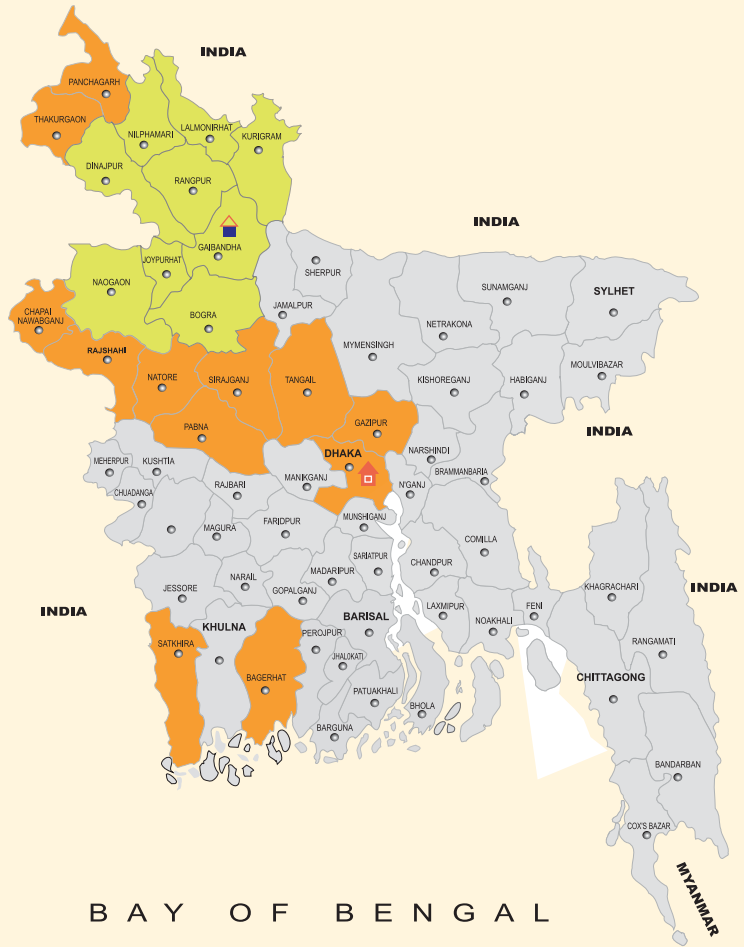 INDIA
PANCHAGARH
THAKURGAON
NILPHAMARI
LALMONIRHAT
KURIGRAM
DINAJPUR
RANGPUR
INDIA
GAIBANDHA
JOYPURHAT
SHERPUR
NAOGAON
SUNAMGANJ
SYLHET
JAMALPUR
CHAPAI
NAWABGANJ
BOGRA
NETRAKONA
MYMENSINGH
RAJSHAHI
MOULVIBAZAR
NATORE
SIRAJGANJ
TANGAIL
KISHOREGANJ
HABIGANJ
PABNA
GAZIPUR
INDIA
DHAKA
NARSHINDI
MEHERPUR
KUSHTIA
BRAMMANBARIA
MANIKGANJ
RAJBARI
N'GANJ
CHUADANGA
MUNSHIGANJ
FARIDPUR
MAGURA
COMILLA
SARIATPUR
CHANDPUR
MADARIPUR
NARAIL
JESSORE
GOPALGANJ
KHAGRACHARI
INDIA
INDIA
LAXMIPUR
FENI
BARISAL
NOAKHALI
KHULNA
PEROJPUR
SATKHIRA
RANGAMATI
JHALOKATI
BAGERHAT
CHITTAGONG
PATUAKHALI
BHOLA
BARGUNA
BANDARBAN
COX'S BAZAR
MYANMAR
BAY OF BENGAL